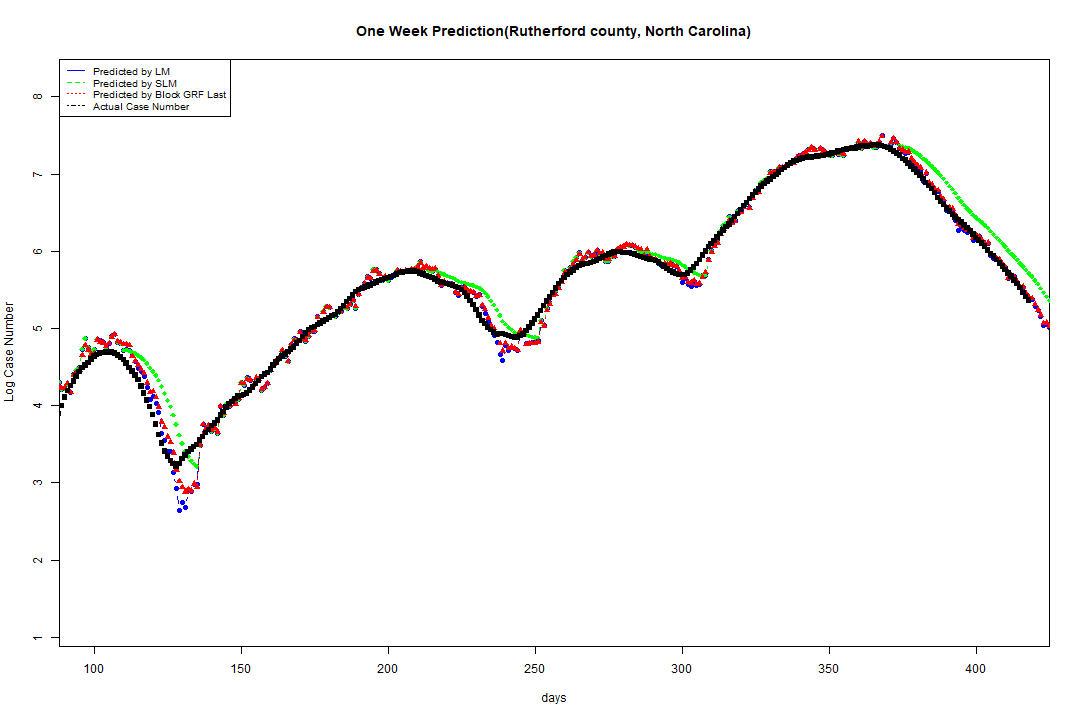 One Week Prediction(Rutherford county, North Carolina)
Predicted by LM
Predicted by SLM
Predicted by Block GRF Last
Actual Case Number
8
7
6
5
4
3
2
1
Log Case Number
100 150 200 250 300 350 400
days